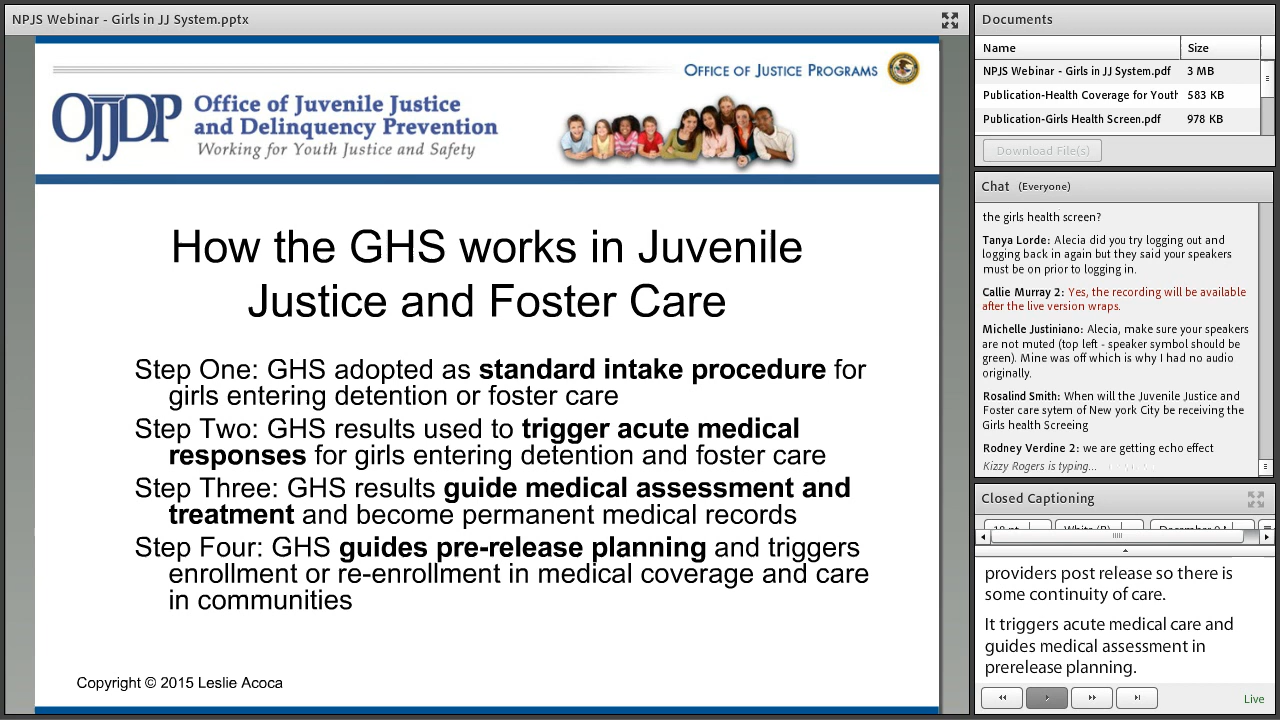 NPJS Webinar - Girls in JJ System.pptx
OFFICE OF JUSTICE PROGRAMS
OJJDP
Office of Juvenile Justice
and Delinquency Prevention
Working for Youth Justice and Safety
How the GHS works in Juvenile
Justice and Foster Care
Step One: GHS adopted as standard intake procedure for
girls entering detention or foster care
Step Two: GHS results used to trigger acute medical
responses for girls entering detention and foster care
Step Three: GHS results guide medical assessment and
treatment and become permanent medical records
Step Four: GHS guides pre-release planning and triggers
enrollment or re-enrollment in medical coverage and care
in communities
Copyright © 2015 Leslie Acoca
Documents
Name Size
NPJS Webinar - Girls in JJ System.pdf 3 MB
Publication-Health Coverage for Youth 583 KB
Publication-Girls Health Screen.pdf 978 KB
Download File(s)
Chat (Everyone)
the girls health screen?
Tanya Lorde: Alecia did you try logging out and
logging back in again but they said your speakers
must be on prior to logging in.
Callie Murray 2: Yes, the recording will be available
after the live version wraps.
Michelle Justiniano: Alecia, make sure your speakers
are not muted (top left - speaker symbol should be
green). Mine was off which is why I had no audio
originally.
Rosalind Smith: When will the Juvenile Justice and
Foster care sytem of New york City be receiving the
Girls health Screeing
Rodney Verdine 2: we are getting echo effect
Kizzy Rogers is typing...
Closed Captioning
providers post release so there is
some continuity of care.
It triggers acute medical care and
guides medical assessment in
prerelease planning.
Live